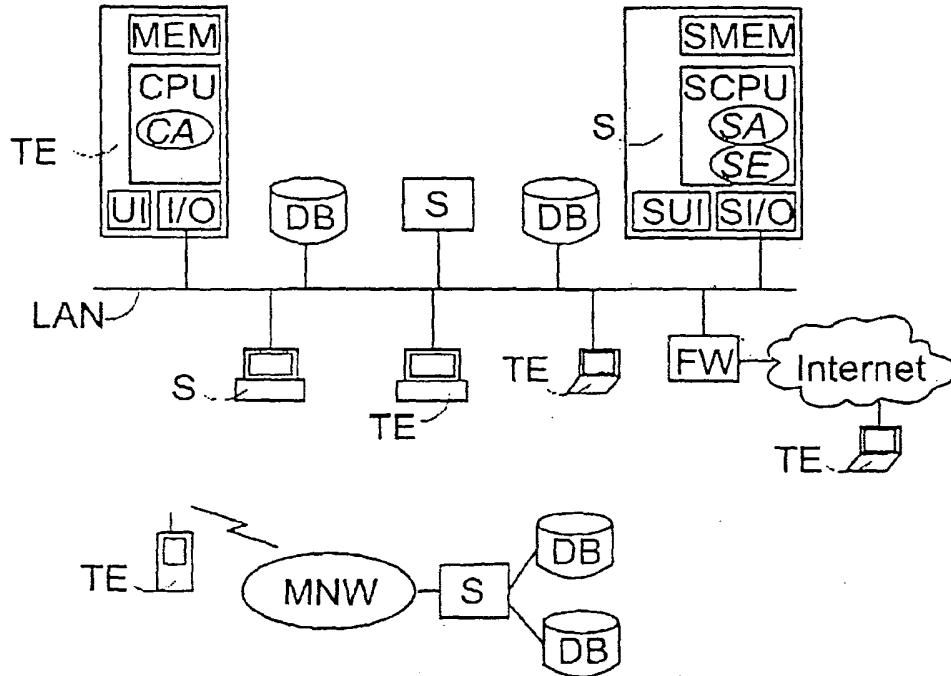 MEM
CPU
CA
TE
UI I/O
DB
S
DB
SMEM
SCPU
SA
SE
S
SUI SI/O
LAN
S
TE
TE
FW
Internet
TE
TE
MNW
S
DB
DB